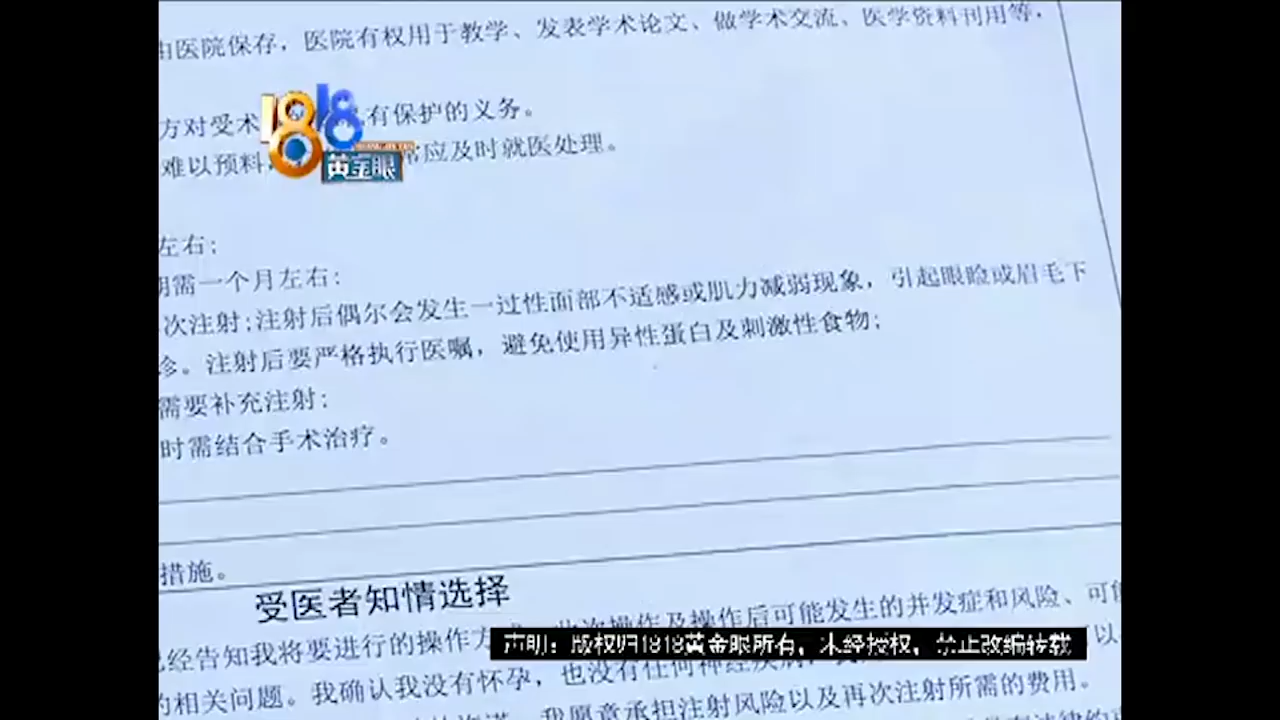 由医院保存，医院有权用于教学、发表学术论文、做学术交流、医学资料刊用等，
方对受术 有保护的义务。
难以预料 常应及时就医处理。
1818
黄金眼
左右；
期需一个月左右：
次注射；注射后偶尔会发生一过性面部不适感或肌力减弱现象，引起眼睑或眉毛下
诊。注射后要严格执行医嘱，避免使用异性蛋白及刺激性食物；
需要补充注射：
时需结合手术治疗。
措施。
受医者知情选择
已经告知我将要进行的操作方 操作及操作后可能发生的并发症和风险、可能
声明：版权归1818黄金眼所有，未经授权，禁止改编转载
的相关问题。我确认我没有怀孕，也没有任何神经疾病， 以
我愿意承担注射风险以及再次注射所需的费用。